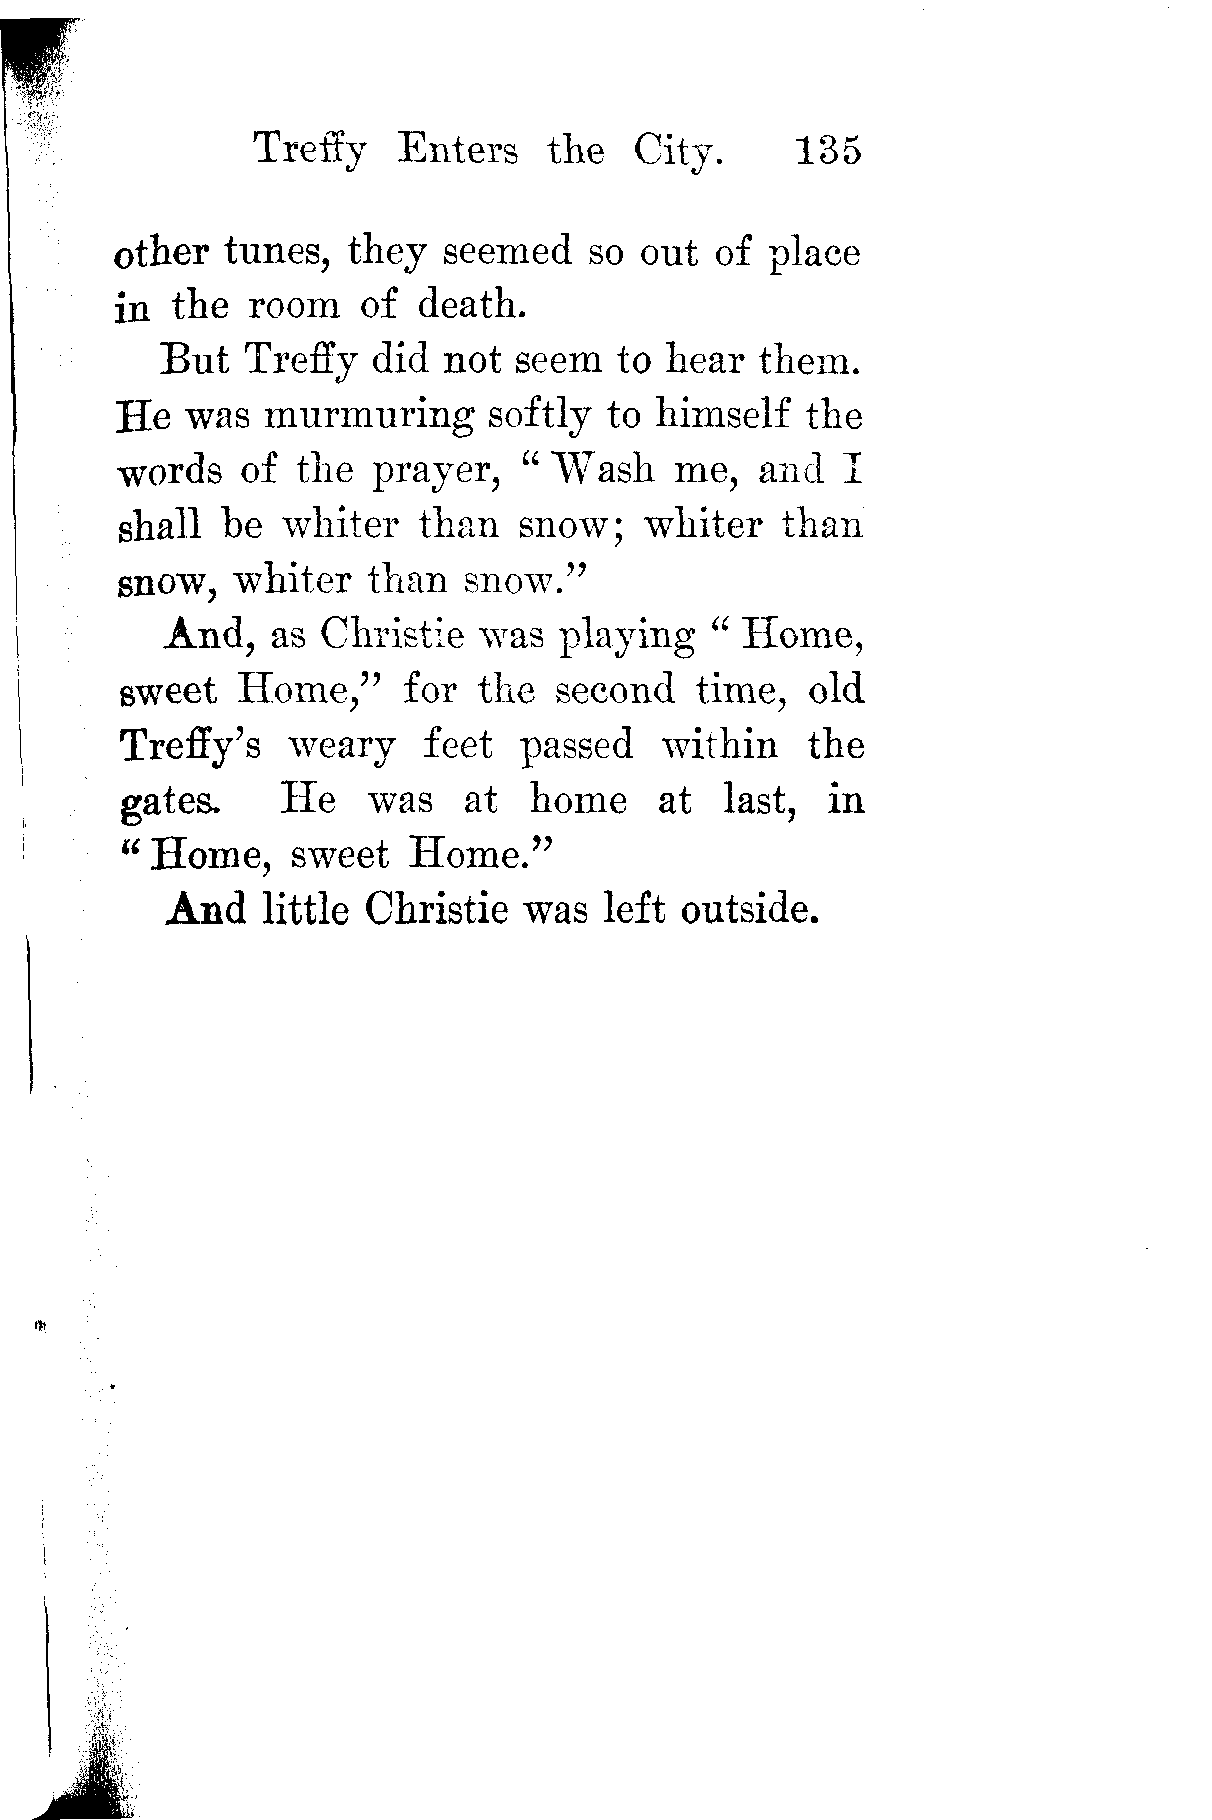 Treffy Enters the City. 135
other tunes, they seemed so out of place
in the room of death.
But Treffy did not seem to hear them.
He was murmuring softly to himself the
words of the prayer, “ Wash me, and I
shall be whiter than snow; whiter than
snow, whiter than snow.”
And, as Christie was playing “ Home,
sweet Home,” for the second time, old
Treffy’s weary feet passed within the
gates. He was at home at last, in
“ Home, sweet Home.”
And little Christie was left outside.